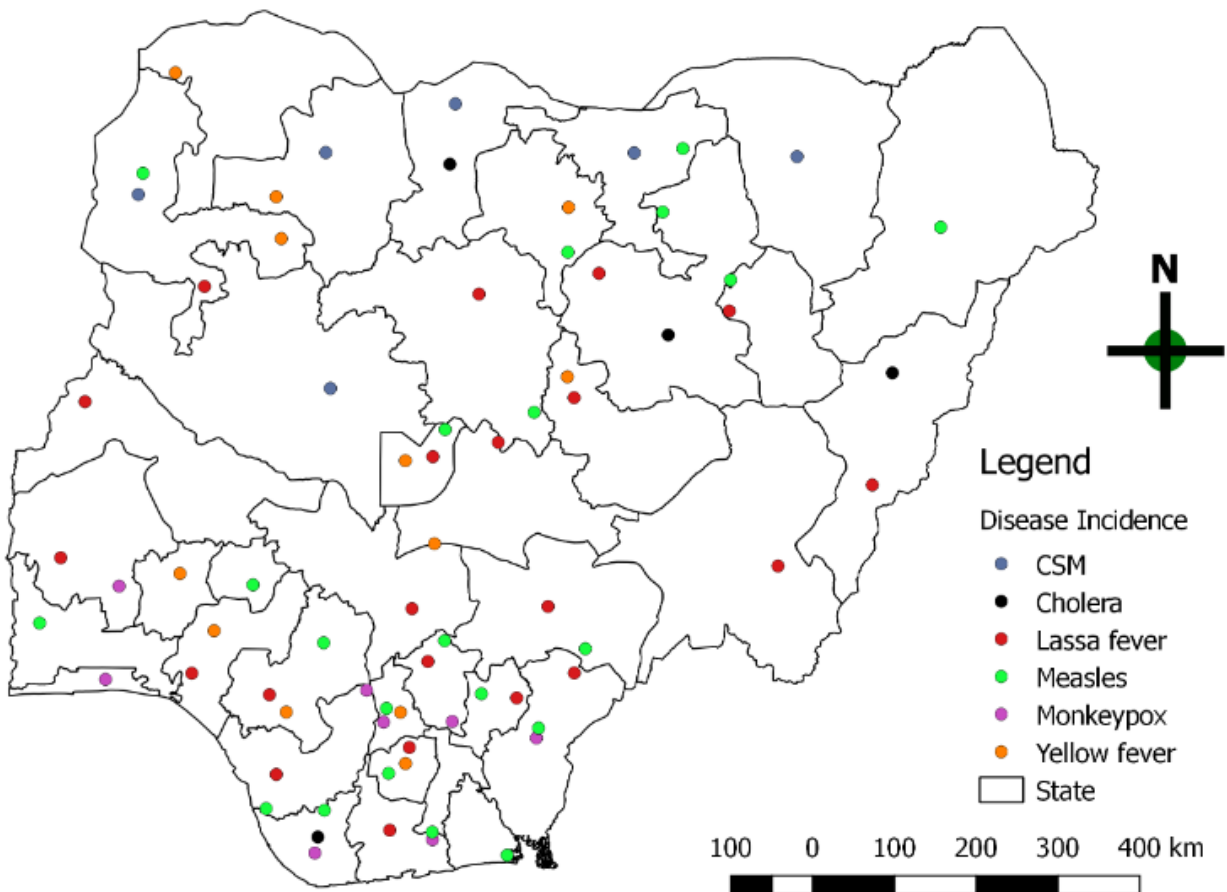 N
Legend
Disease Incidence
CSM
Cholera
Lassa fever
Measles
Monkeypox
Yellow fever
State
100 0 100 200 300 400 km